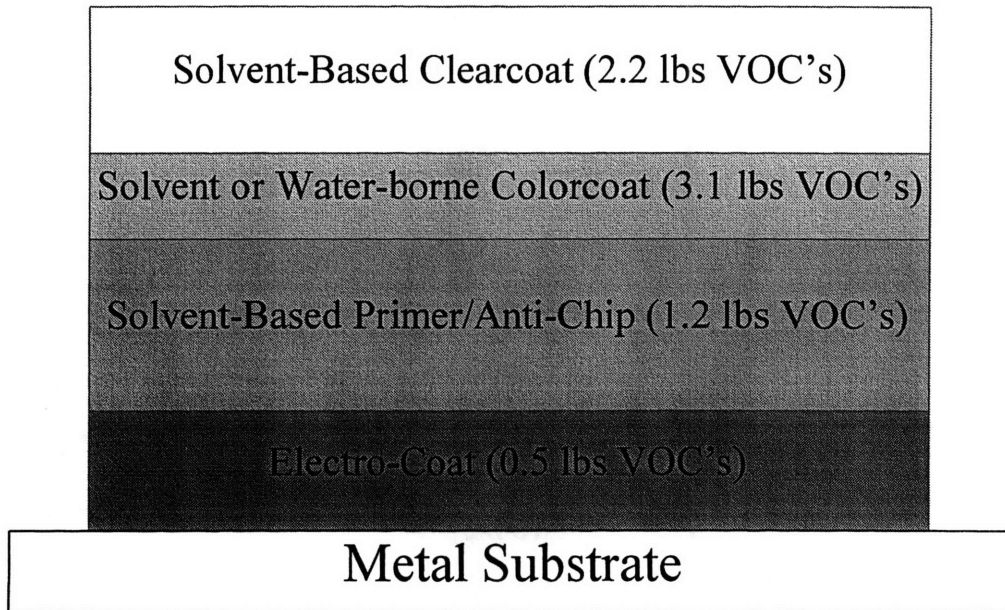 Solvent-Based Clearcoat (2.2 lbs VOC's)
Solvent or Water-borne Colorcoat (3.1 lbs VOC's)
Solvent-Based Primer/Anti-Chip (1.2 lbs VOC's)
Electro-Coat (0.5 lbs VOC's)
Metal Substrate